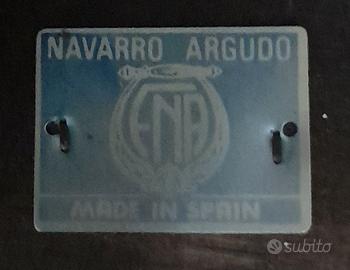 NAVARRO ARGUDO
ENA
MADE IN SPAIN
subito